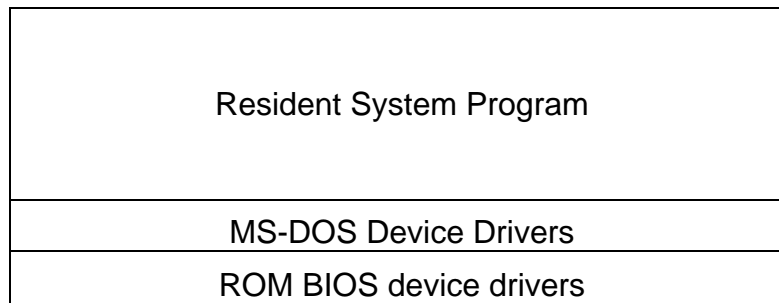 Resident System Program
MS-DOS Device Drivers
ROM BIOS device drivers